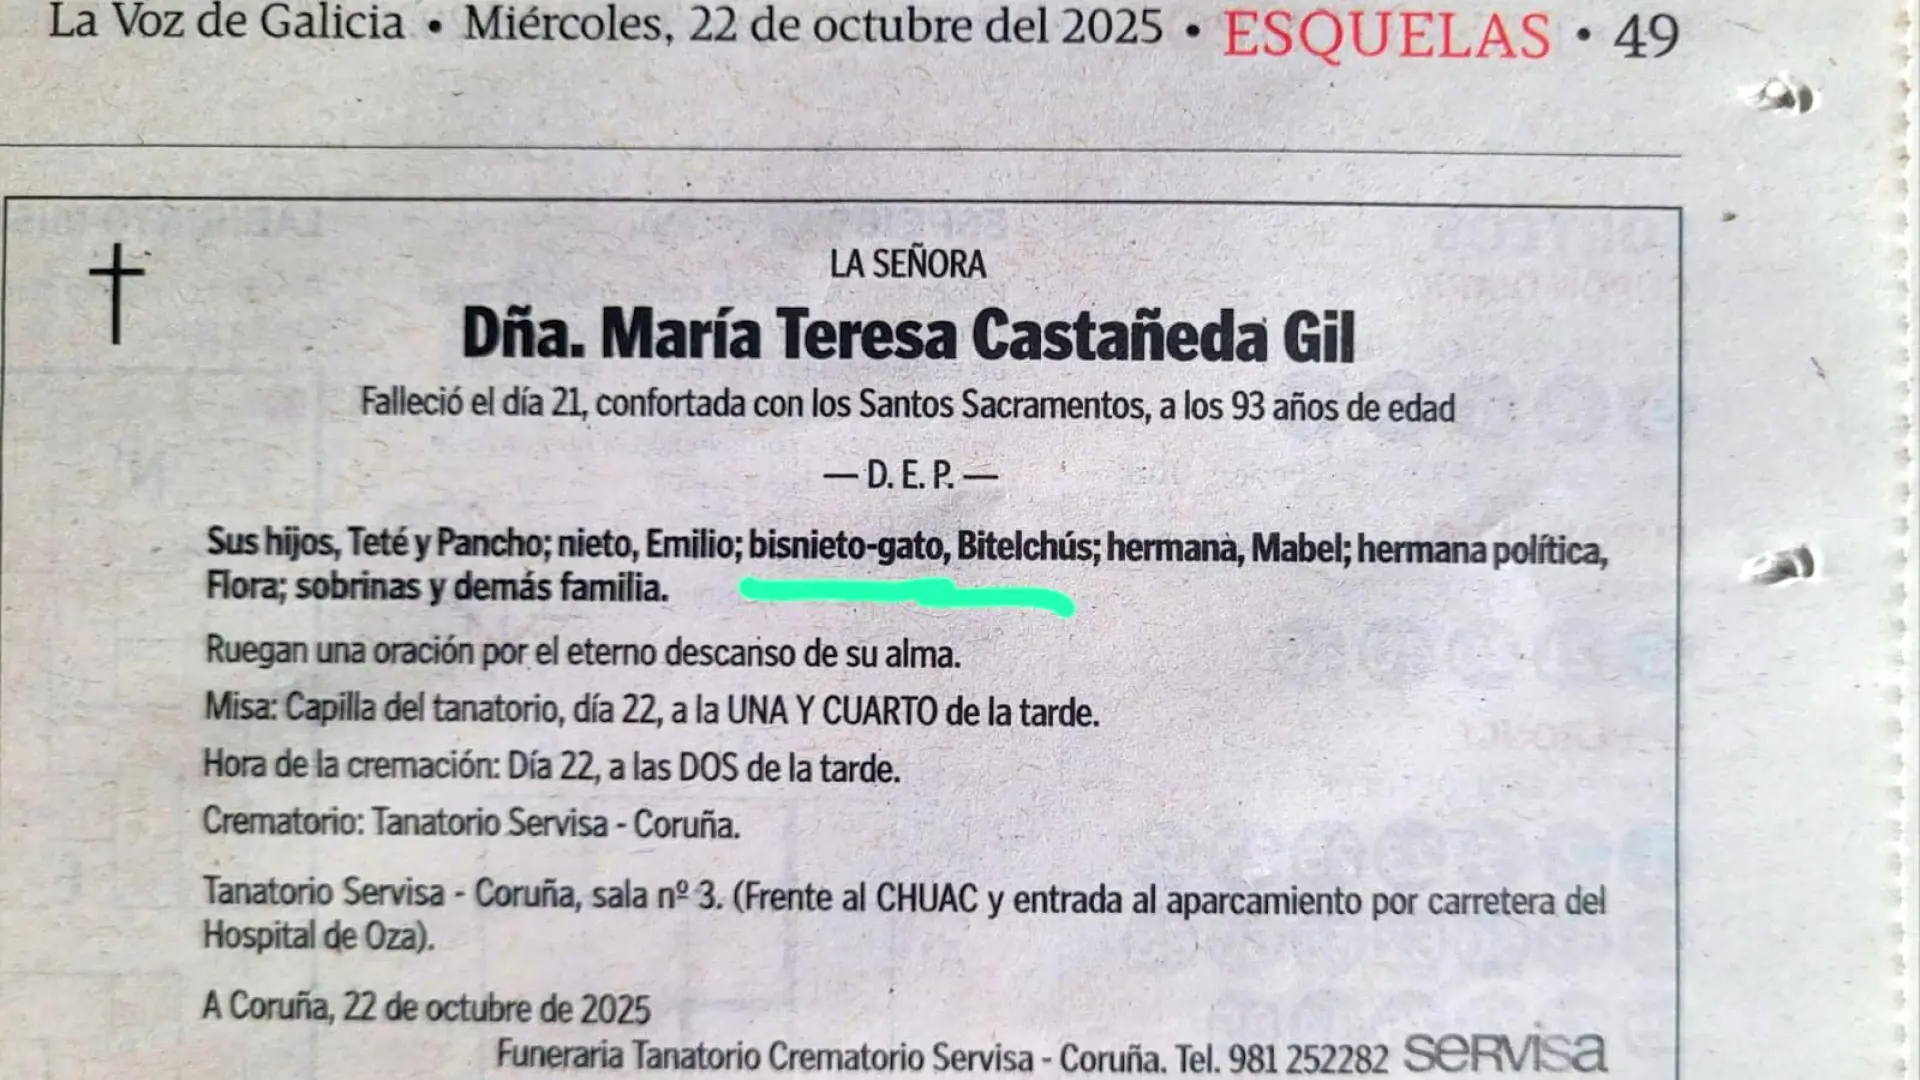 La Voz de Galicia • Miércoles, 22 de octubre del 2025 • ESQUELAS • 49
LA SEÑORA
Dña. María Teresa Castañeda Gil
Falleció el día 21, confortada con los Santos Sacramentos, a los 93 años de edad
— D. E. P. —
Sus hijos, Teté y Pancho; nieto, Emilio; bisnieto-gato, Bitelchús; hermana, Mabel; hermana política,
Flora; sobrinas y demás familia.
Ruegan una oración por el eterno descanso de su alma.
Misa: Capilla del tanatorio, día 22, a la UNA Y CUARTO de la tarde.
Hora de la cremación: Día 22, a las DOS de la tarde.
Crematorio: Tanatorio Servisa - Coruña.
Tanatorio Servisa - Coruña, sala nº 3. (Frente al CHUAC y entrada al aparcamiento por carretera del
Hospital de Oza).
A Coruña, 22 de octubre de 2025
Funeraria Tanatorio Crematorio Servisa - Coruña. Tel. 981 252282 servisa